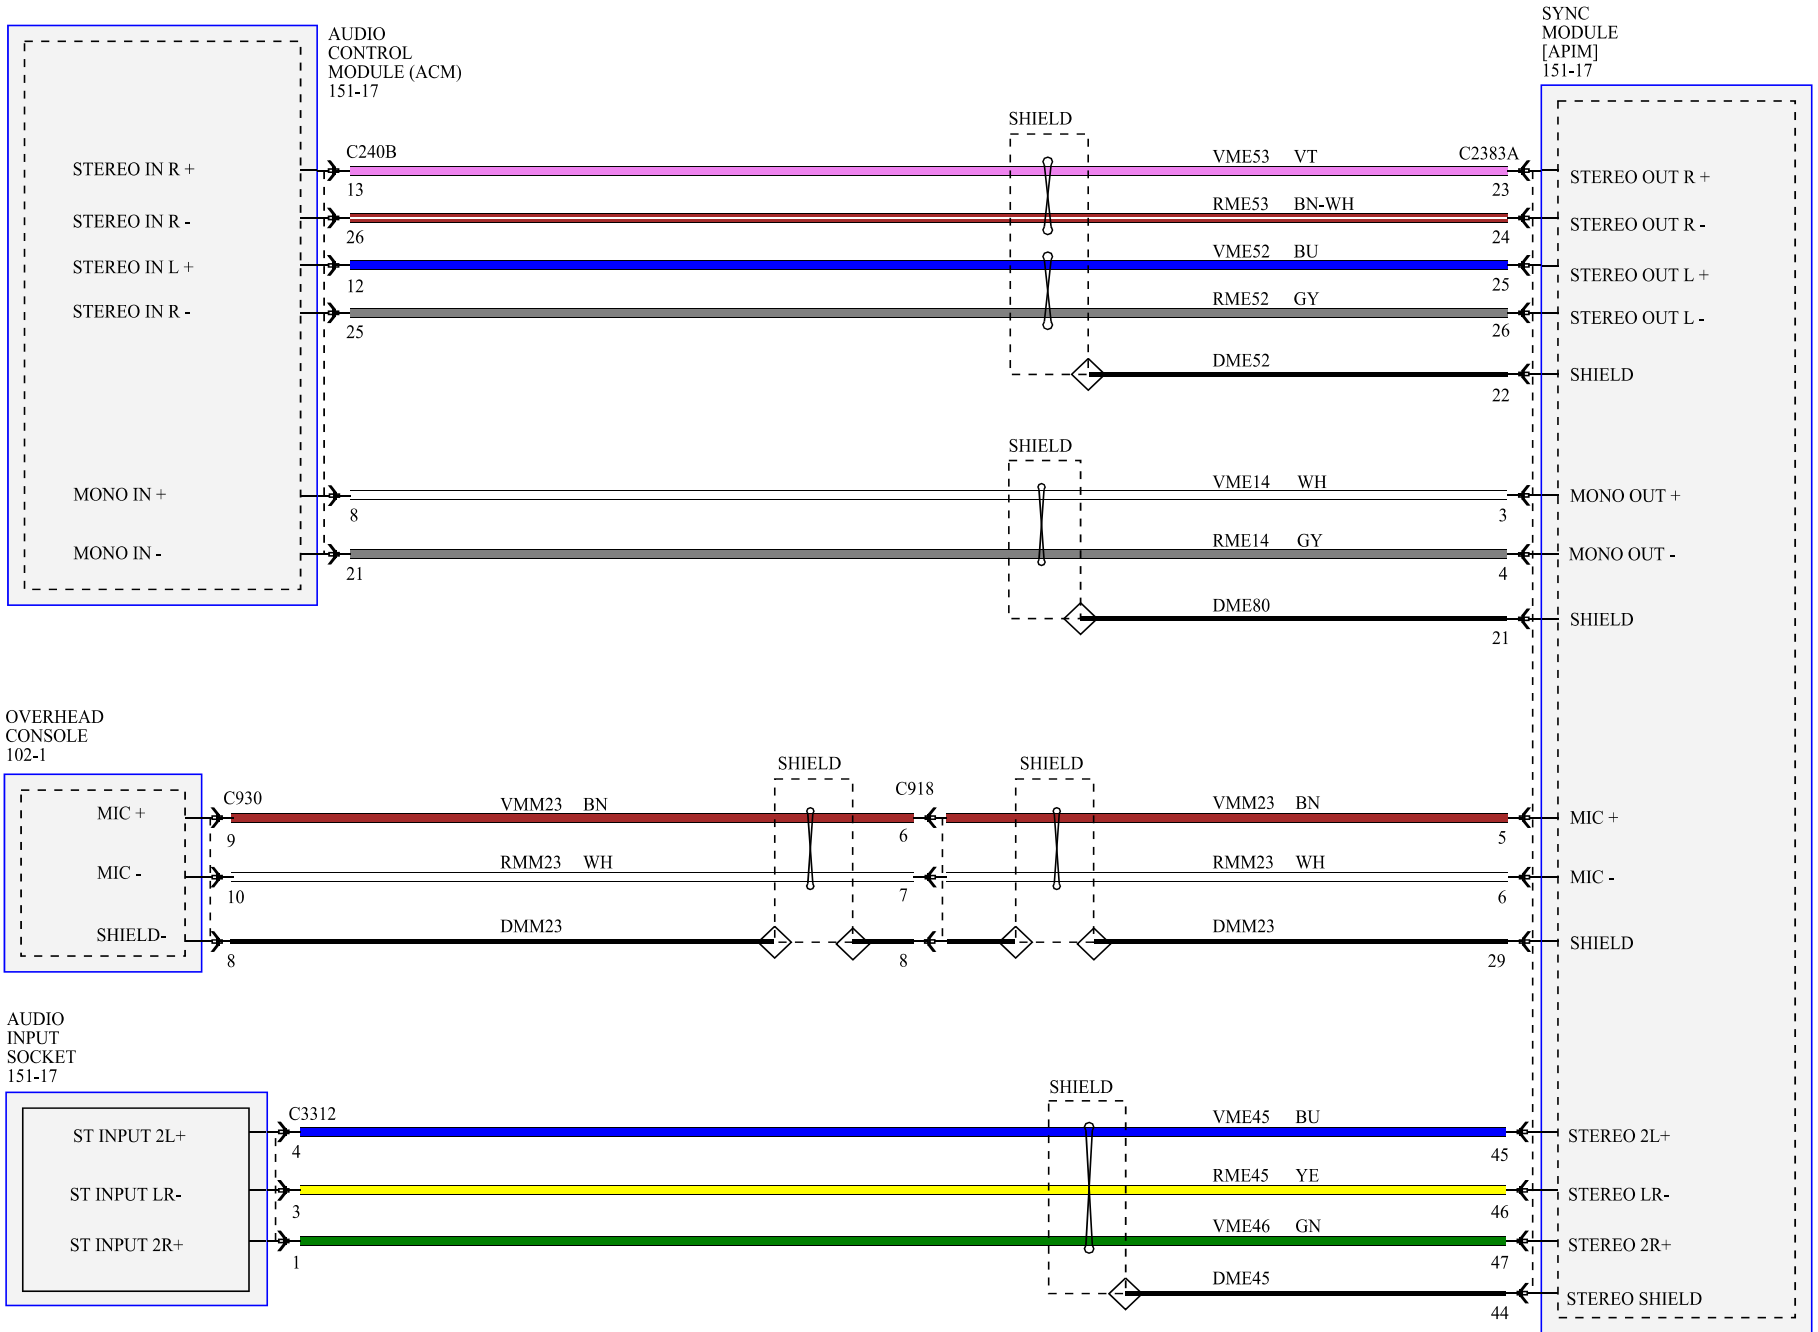 SYNC
MODULE
[APIM]
151-17
AUDIO
CONTROL
MODULE (ACM)
151-17
SHIELD
STEREO IN R + C240B VME53 VT C2383A STEREO OUT R +
13 23
STEREO IN R - RME53 BN-WH STEREO OUT R -
26 24
STEREO IN L + VME52 BU STEREO OUT L +
12 25
STEREO IN R - RME52 GY STEREO OUT L -
25 26
DME52 SHIELD
22
SHIELD
MONO IN + VME14 WH MONO OUT +
8 3
MONO IN - RME14 GY MONO OUT -
21 4
DME80 SHIELD
21
OVERHEAD
CONSOLE
102-1
SHIELD SHIELD
MIC + C930 VMM23 BN C918 VMM23 BN MIC +
9 6 5
MIC - RMM23 WH RMM23 WH MIC -
10 7 6
SHIELD- DMM23 DMM23 SHIELD
8 8 29
AUDIO
INPUT
SOCKET
151-17
SHIELD
C3312 VME45 BU
ST INPUT 2L+ STEREO 2L+
4 45
ST INPUT LR- RME45 YE STEREO LR-
3 46
ST INPUT 2R+ VME46 GN STEREO 2R+
1 47
DME45 STEREO SHIELD
44